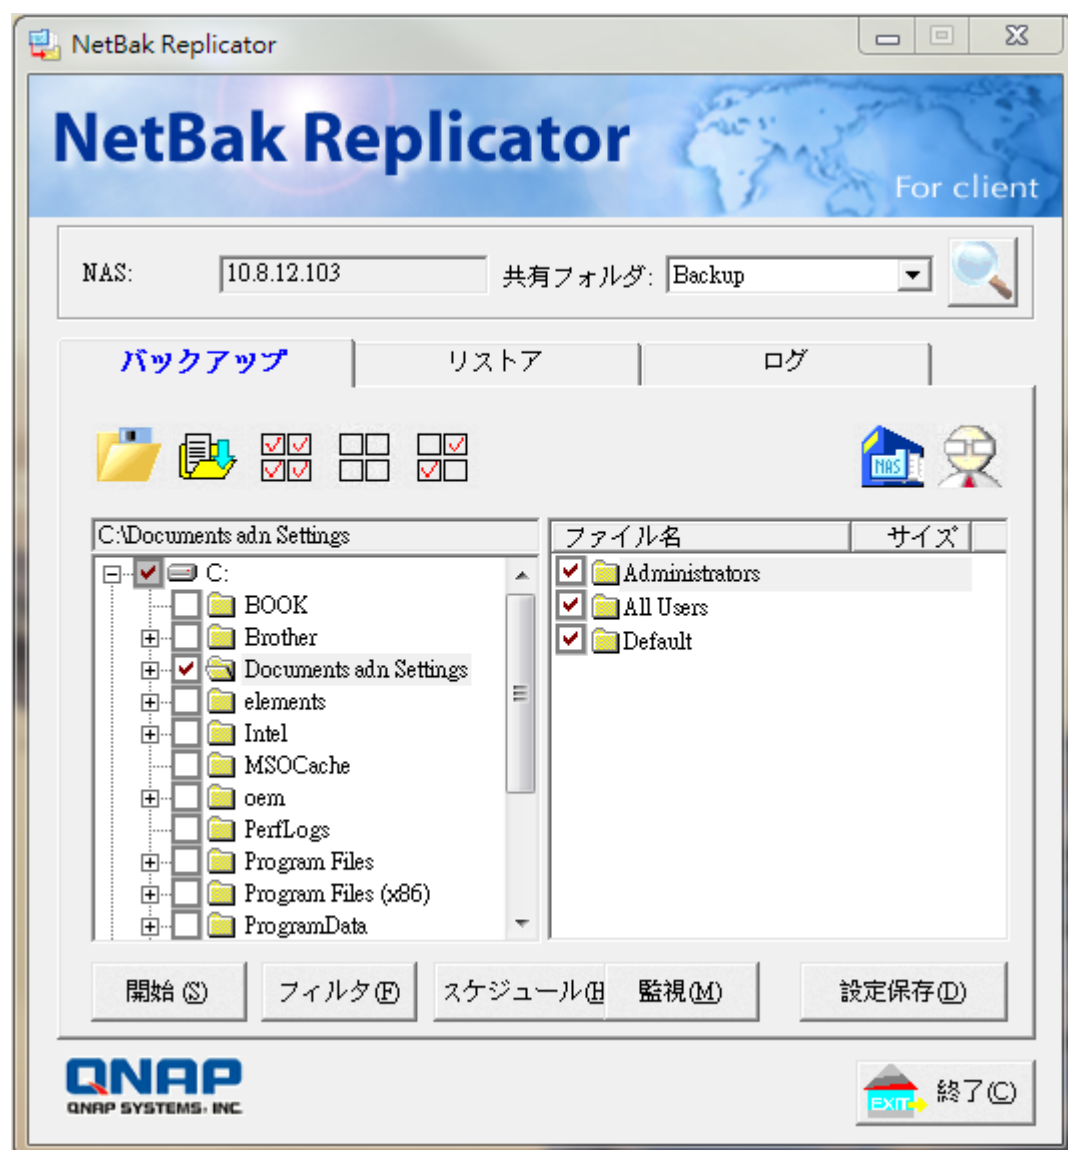 NetBak Replicator
NetBak Replicator
For client
NAS: 10.8.12.103 共有フォルダ: Backup
バックアップ リストア ログ
NAS
C:\Documents adn Settings
ファイル名 サイズ
C:
BOOK
Brother
Documents adn Settings
elements
Intel
MSOCache
oem
PerfLogs
Program Files
Program Files (x86)
ProgramData
Administrators
All Users
Default
開始 (S) フィルタ(F) スケジュール(H 監視(M) 設定保存(D)
QNAP
QNAP SYSTEMS, INC.
EXIT 終了(C)